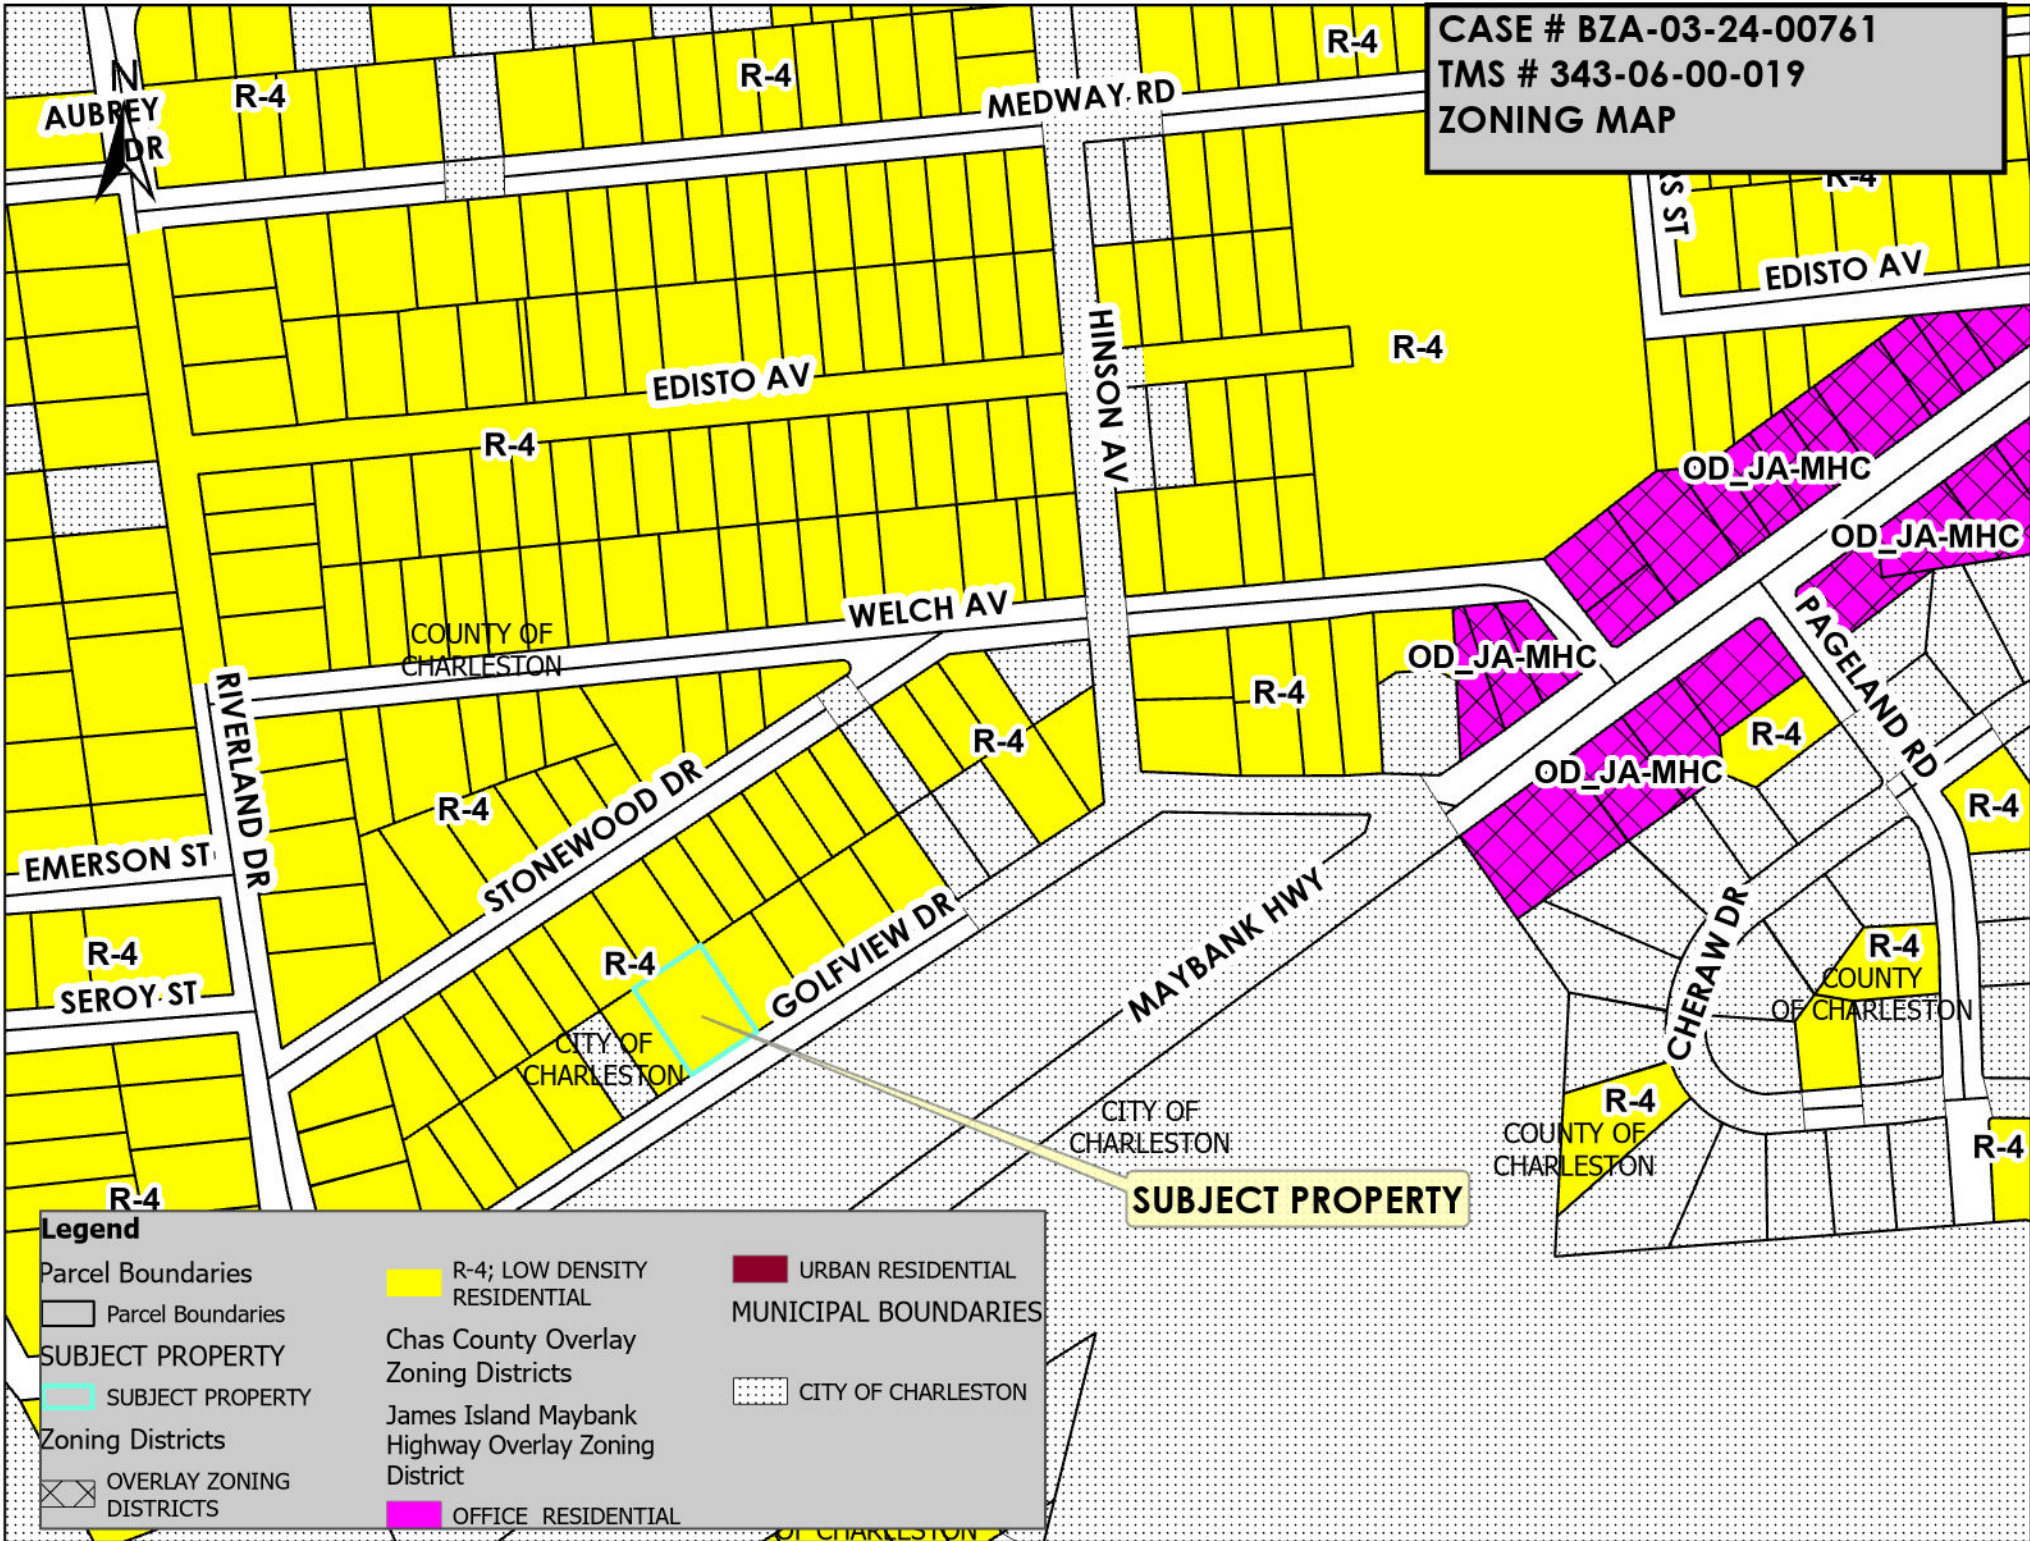 CASE # BZA-03-24-00761
TMS # 343-06-00-019
ZONING MAP
N
AUBREY
DR
R-4
R-4
R-4
MEDWAY RD
R-4
EDISTO AV
HINSON AV
R-4
EDISTO AV
R-4
OD_JA-MHC
OD_JA-MHC
WELCH AV
COUNTY OF
CHARLESTON
OD_JA-MHC
PAGELAND RD
R-4
RIVERLAND DR
R-4
R-4
OD_JA-MHC
R-4
STONEWOOD DR
R-4
EMERSON ST
R-4
SEROY ST
R-4
GOLFVIEW DR
MAYBANK HWY
CHERAW DR
R-4
COUNTY
OF CHARLESTON
CITY OF
CHARLESTON
CITY OF
CHARLESTON
R-4
COUNTY OF
CHARLESTON
R-4
R-4
SUBJECT PROPERTY
Legend
Parcel Boundaries
Parcel Boundaries
SUBJECT PROPERTY
SUBJECT PROPERTY
Zoning Districts
OVERLAY ZONING
DISTRICTS
R-4; LOW DENSITY
RESIDENTIAL
Chas County Overlay
Zoning Districts
James Island Maybank
Highway Overlay Zoning
District
OFFICE RESIDENTIAL
URBAN RESIDENTIAL
MUNICIPAL BOUNDARIES
CITY OF CHARLESTON
OF CHARLESTON